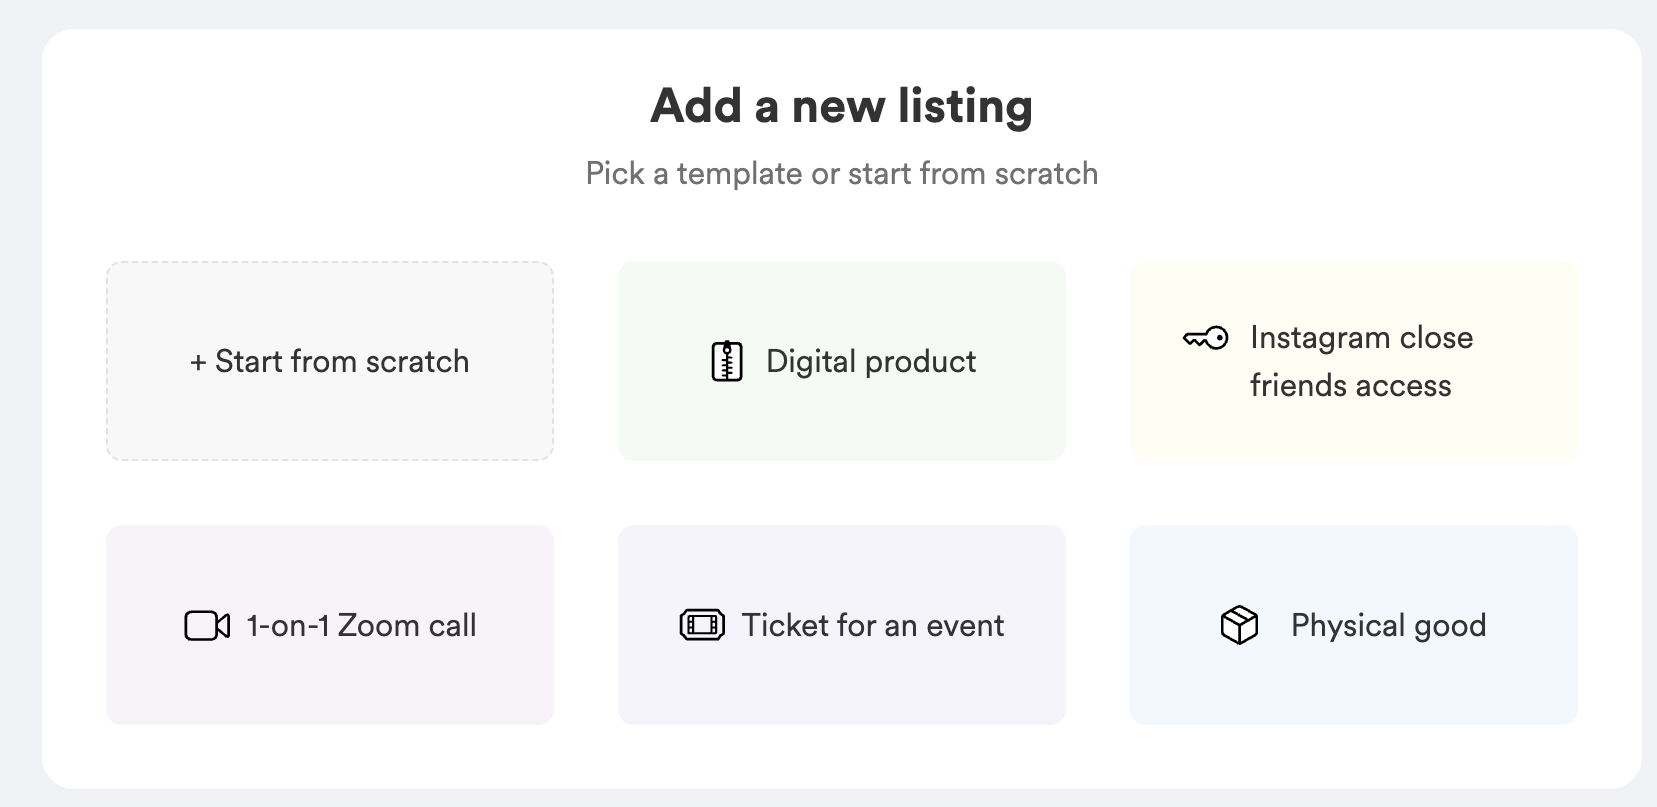 Add a new listing
Pick a template or start from scratch
+ Start from scratch
Digital product
Instagram close
friends access
1-on-1 Zoom call
Ticket for an event
Physical good